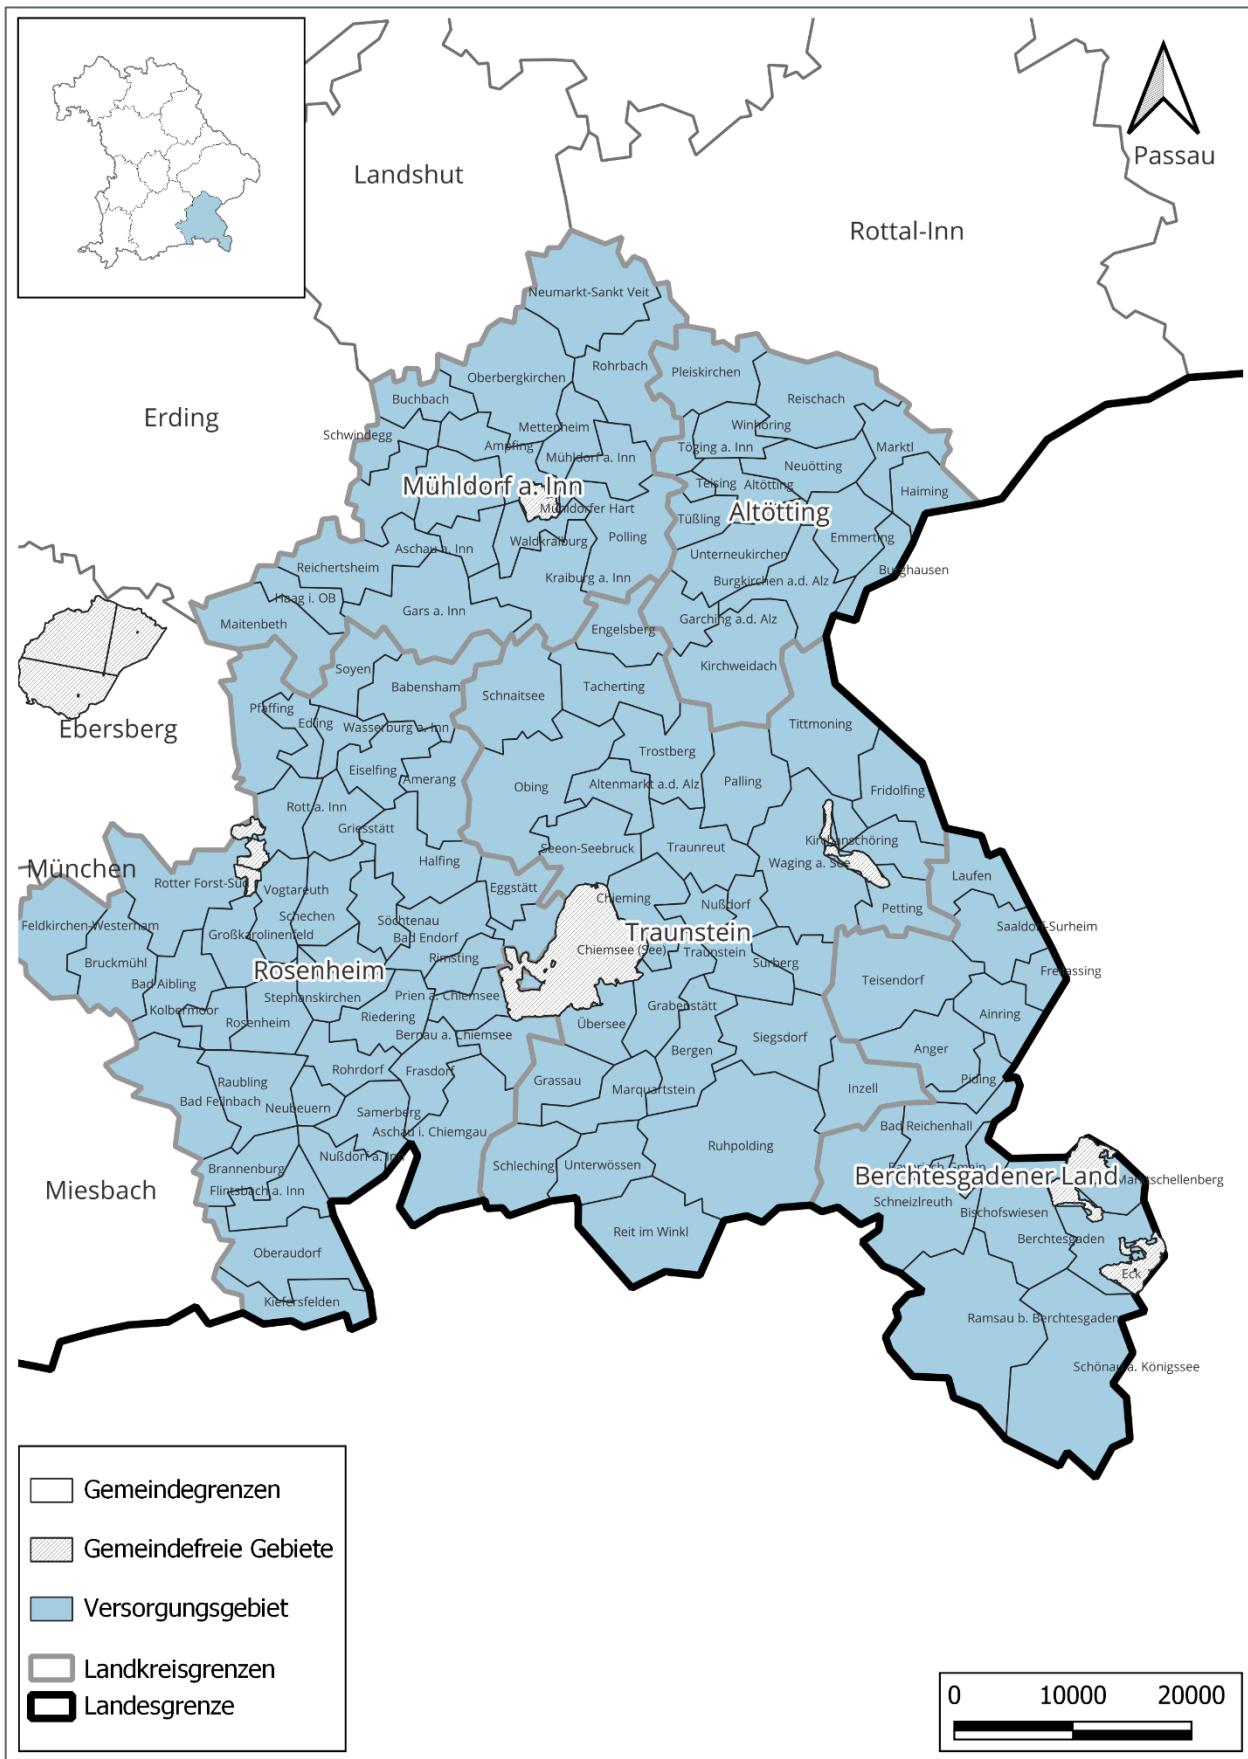 Landshut
Passau
Rottal-Inn
Neumarkt-Sankt Veit
Rohrbach
Pleiskirchen
Oberbergkirchen
Buchbach
Reischach
Erding
Mettenheim
Winhöring
Schwindegg
Ampfing
Töging a. Inn
Marktl
Mühldorf a. Inn
Neuötting
Mühldorf a. Inn
Teising
Altötting
Haiming
Mühldorfer Hart
Altötting
Tüßling
Waldkraiburg
Polling
Emmerting
Aschau a. Inn
Unterneukirchen
Reichertsheim
Kraiburg a. Inn
Burgkirchen a.d. Alz
Burghausen
Haag i. OB
Gars a. Inn
Maitenbeth
Engelsberg
Garching a.d. Alz
Soyen
Kirchweidach
Babensham
Schnaitsee
Tacherting
Pfaffing
Edling
Wasserburg a. Inn
Tittmoning
Ebersberg
Trostberg
Eiselfing
Amerang
Obing
Altenmarkt a.d. Alz
Palling
Fridolfing
Rott a. Inn
Griesstätt
Kirchanschöring
Seeon-Seebruck
Traunreut
Halfing
Waging a. See
München
Rotter Forst-Süd
Vogtareuth
Eggstätt
Laufen
Chieming
Nußdorf
Petting
Feldkirchen-Westerham
Schechen
Söchtenau
Saaldorf-Surheim
Großkarolinenfeld
Bad Endorf
Traunstein
Chiemsee (See)
Traunstein
Bruckmühl
Rimsting
Surberg
Rosenheim
Freilassing
Bad Aibling
Teisendorf
Stephanskirchen
Prien a. Chiemsee
Kolbermoor
Grabenstätt
Rosenheim
Riedering
Übersee
Ainring
Bernau a. Chiemsee
Siegsdorf
Bergen
Anger
Rohrdorf
Frasdorf
Raubling
Grassau
Marquartstein
Inzell
Piding
Bad Feilnbach
Neubeuern
Samerberg
Aschau i. Chiemgau
Bad Reichenhall
Ruhpolding
Nußdorf a. Inn
Brannenburg
Schleching
Unterwössen
Bayerisch Gmain
Berchtesgadener Land
Marktschellenberg
Miesbach
Flintsbach a. Inn
Schneizlreuth
Bischofswiesen
Reit im Winkl
Berchtesgaden
Oberaudorf
Eck
Kiefersfelden
Ramsau b. Berchtesgaden
Schönau a. Königssee
Gemeindegrenzen
Gemeindefreie Gebiete
Versorgungsgebiet
Landkreisgrenzen
Landesgrenze
0 10000 20000